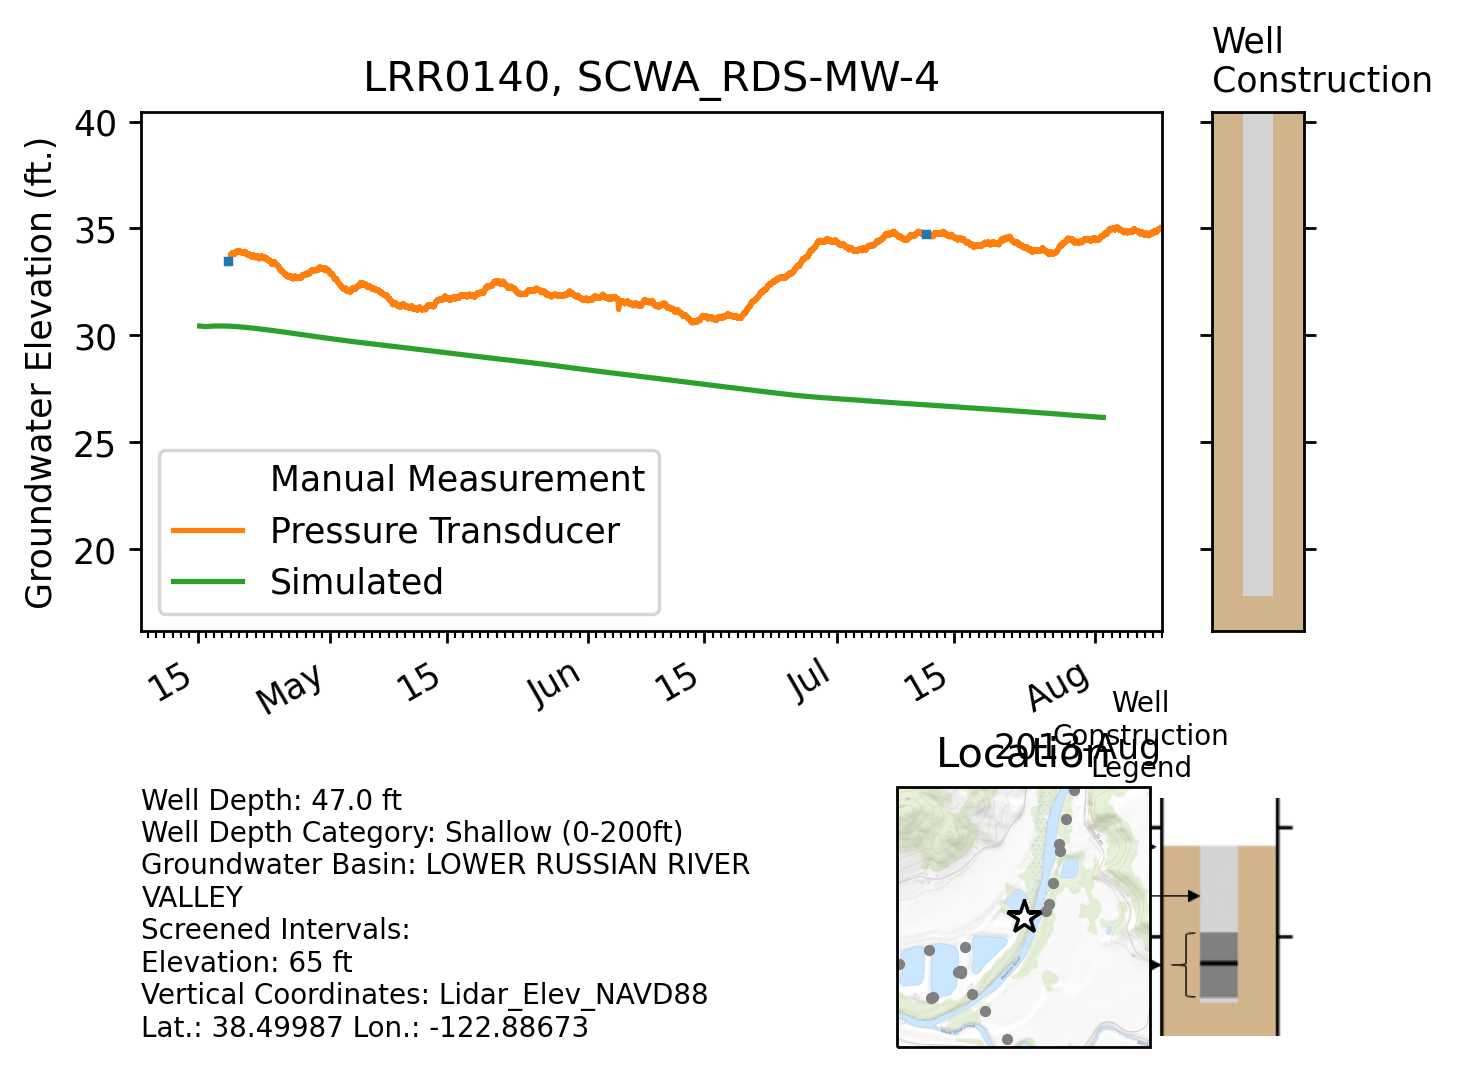 Well
Construction
LRR0140, SCWA_RDS-MW-4
Groundwater Elevation (ft.)
40
35
30
25
20
Manual Measurement
Pressure Transducer
Simulated
15
May
15
Jun
15
Jul
15
Aug
2013-Aug
Location
Well
Construction
Legend
Well Depth: 47.0 ft
Well Depth Category: Shallow (0-200ft)
Groundwater Basin: LOWER RUSSIAN RIVER
VALLEY
Screened Intervals:
Elevation: 65 ft
Vertical Coordinates: Lidar_Elev_NAVD88
Lat.: 38.49987 Lon.: -122.88673